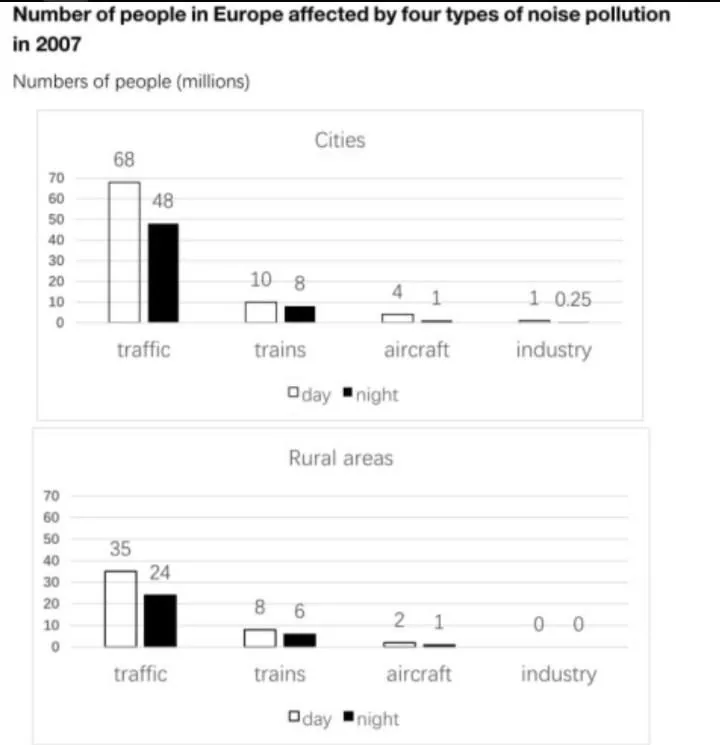 Number of people in Europe affected by four types of noise pollution
in 2007
Numbers of people (millions)
Cities
68
70
60
48
50
40
30
20
10 8
10
4 1
1 0.25
0
traffic trains aircraft industry
day night
Rural areas
70
60
50
35
40
24
30
20
8 6
10
2 1
0 0
0
traffic trains aircraft industry
day night